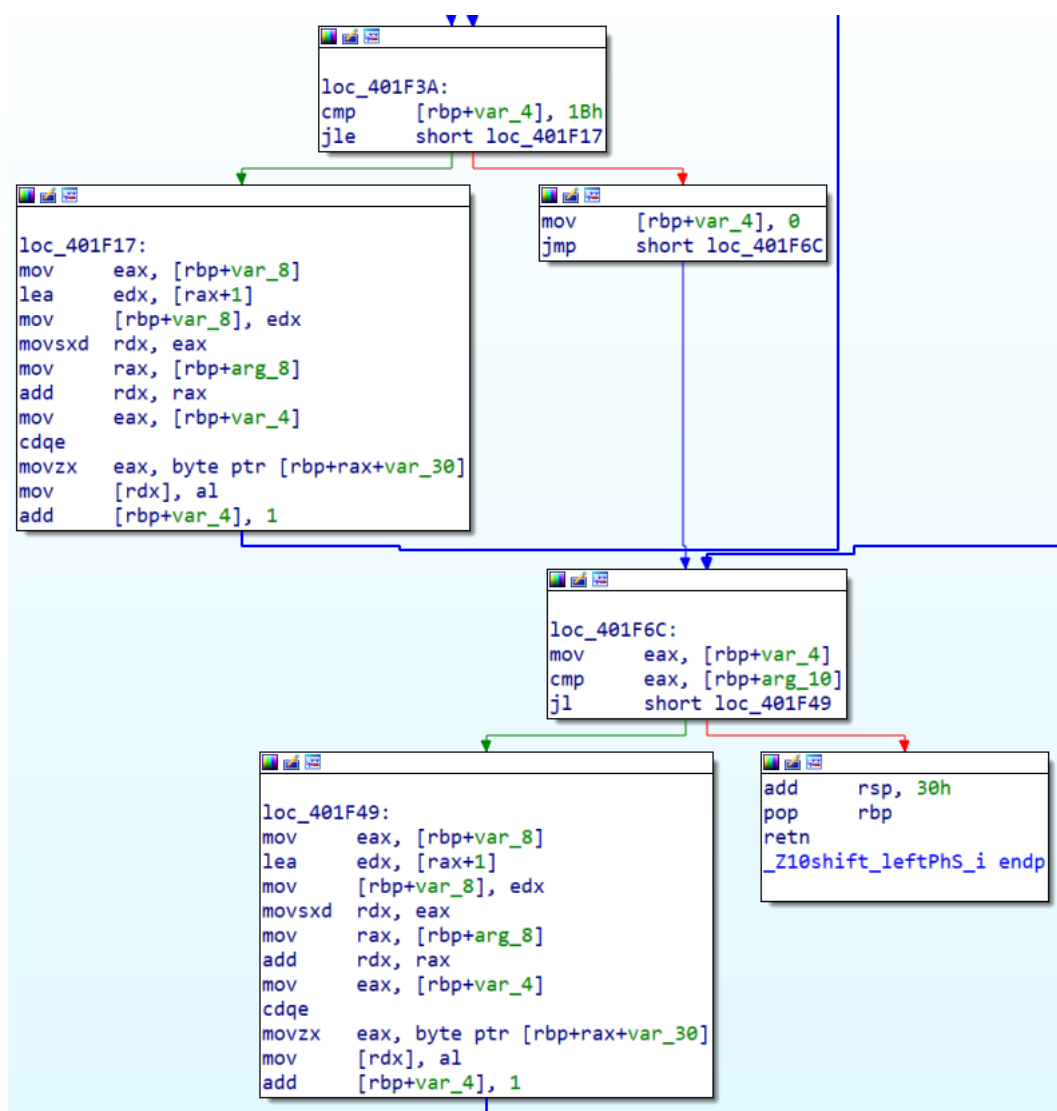 loc_401F3A:
cmp [rbp+var_4], 1Bh
jle short loc_401F17
loc_401F17:
mov eax, [rbp+var_8]
lea edx, [rax+1]
mov [rbp+var_8], edx
movsxd rdx, eax
mov rax, [rbp+arg_8]
add rdx, rax
mov eax, [rbp+var_4]
cdqe
movzx eax, byte ptr [rbp+rax+var_30]
mov [rdx], al
add [rbp+var_4], 1
mov [rbp+var_4], 0
jmp short loc_401F6C
loc_401F6C:
mov eax, [rbp+var_4]
cmp eax, [rbp+arg_10]
jl short loc_401F49
loc_401F49:
mov eax, [rbp+var_8]
lea edx, [rax+1]
mov [rbp+var_8], edx
movsxd rdx, eax
mov rax, [rbp+arg_8]
add rdx, rax
mov eax, [rbp+var_4]
cdqe
movzx eax, byte ptr [rbp+rax+var_30]
mov [rdx], al
add [rbp+var_4], 1
add rsp, 30h
pop rbp
retn
_Z10shift_leftPhS_i endp